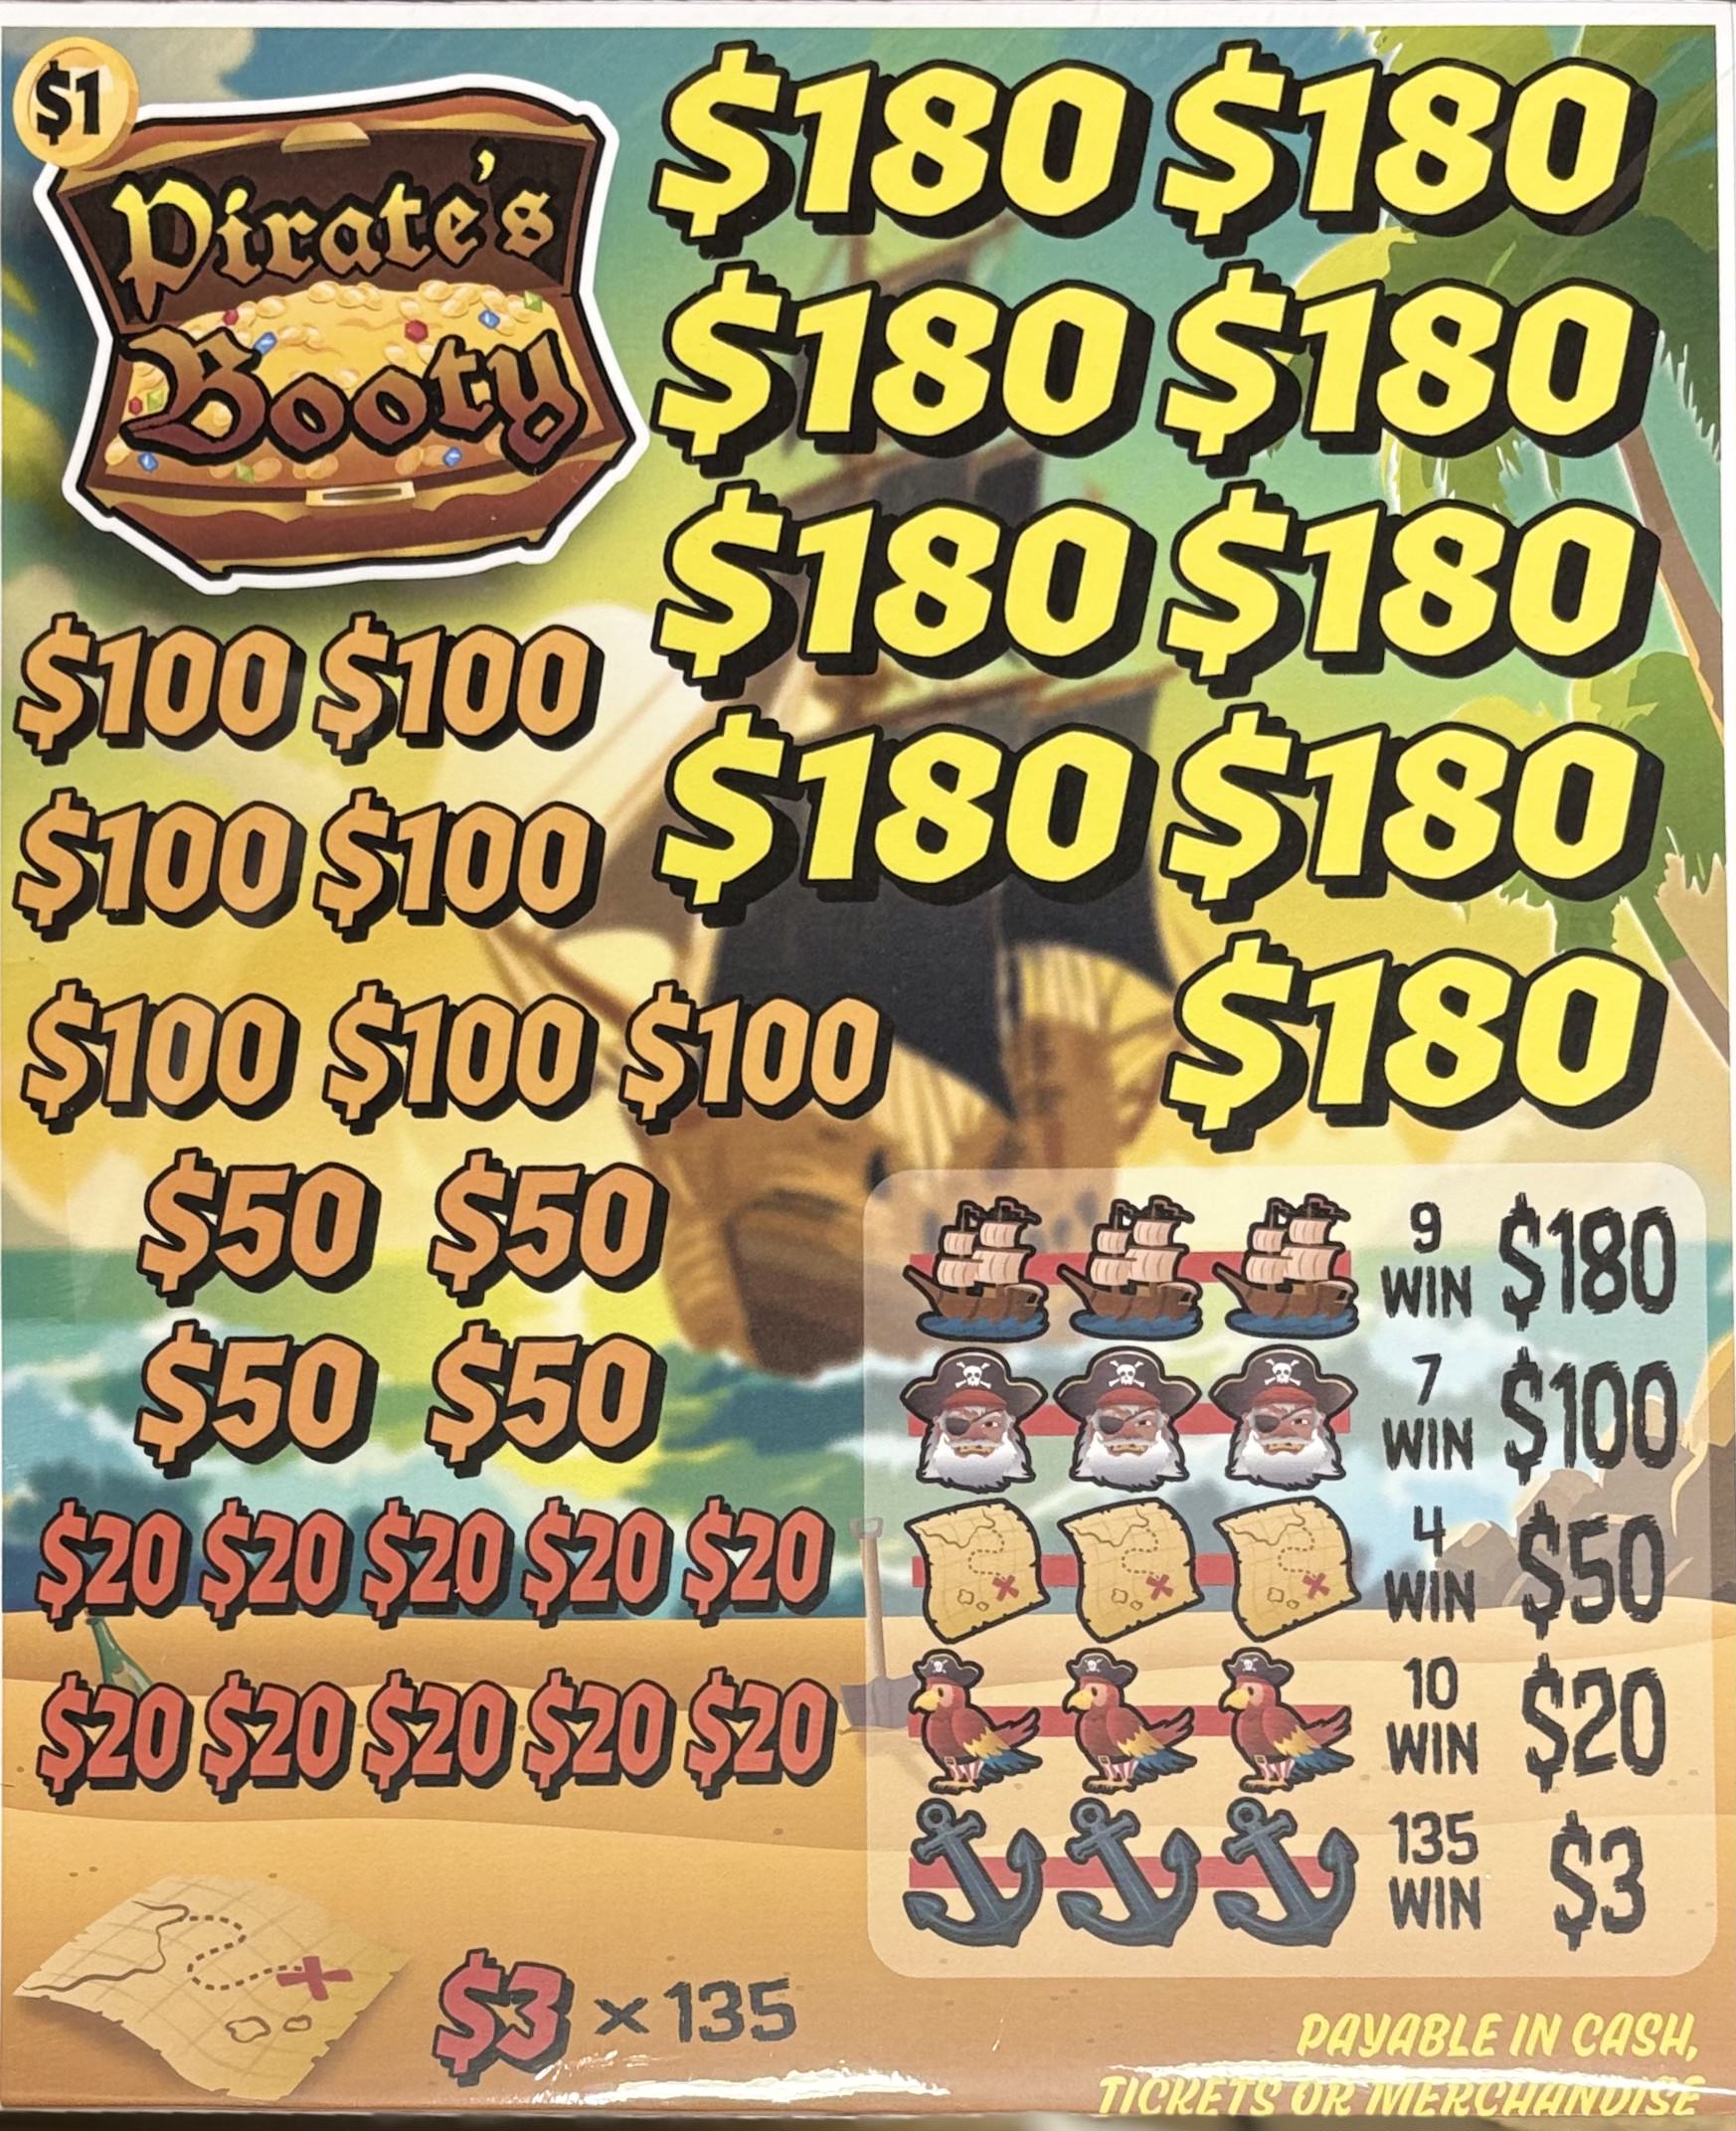 $1
Pirate's
Booty
$180 $180
$180 $180
$180 $180
$180 $180
$180
$100 $100
$100 $100
$100 $100 $100
$50 $50
$50 $50
$20 $20 $20 $20 $20
$20 $20 $20 $20 $20
$3 x 135
9 WIN $180
7 WIN $100
4 WIN $50
10 WIN $20
135 WIN $3
PAYABLE IN CASH,
TICKETS OR MERCHANDISE